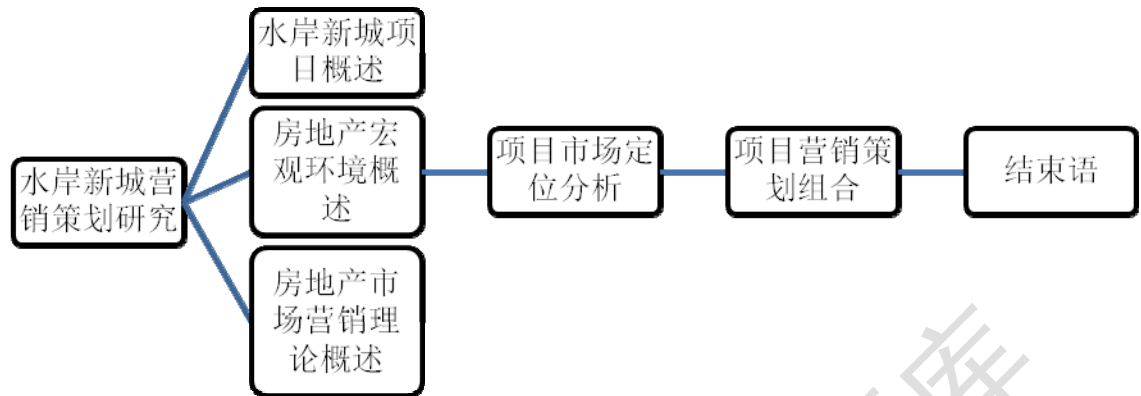 水岸新城营
销策划研究
水岸新城项
目概述
房地产宏
观环境概
述
房地产市
场营销理
论概述
项目市场定
位分析
项目营销策
划组合
结束语
库